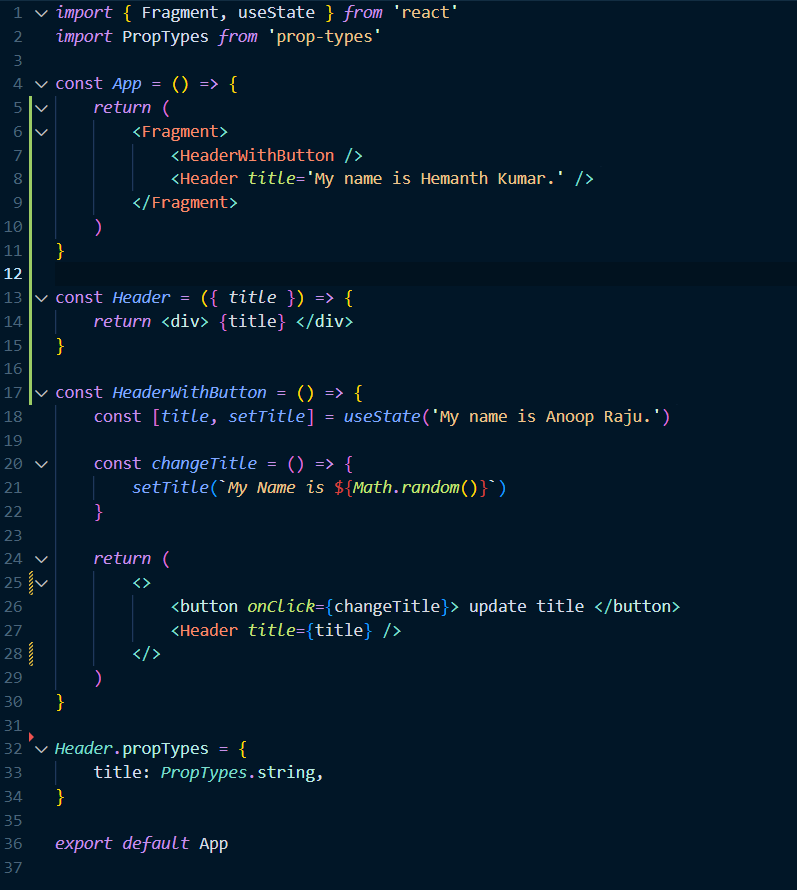 1 import { Fragment, useState } from 'react'
2 import PropTypes from 'prop-types'
3
4 const App = () => {
5 return (
6 <Fragment>
7 <HeaderWithButton />
8 <Header title='My name is Hemanth Kumar.' />
9 </Fragment>
10 )
11 }
12
13 const Header = ({ title }) => {
14 return <div> {title} </div>
15 }
16
17 const HeaderWithButton = () => {
18 const [title, setTitle] = useState('My name is Anoop Raju.')
19
20 const changeTitle = () => {
21 setTitle(`My Name is ${Math.random()}`)
22 }
23
24 return (
25 <>
26 <button onClick={changeTitle}> update title </button>
27 <Header title={title} />
28 </>
29 )
30 }
31
32 Header.propTypes = {
33 title: PropTypes.string,
34 }
35
36 export default App
37